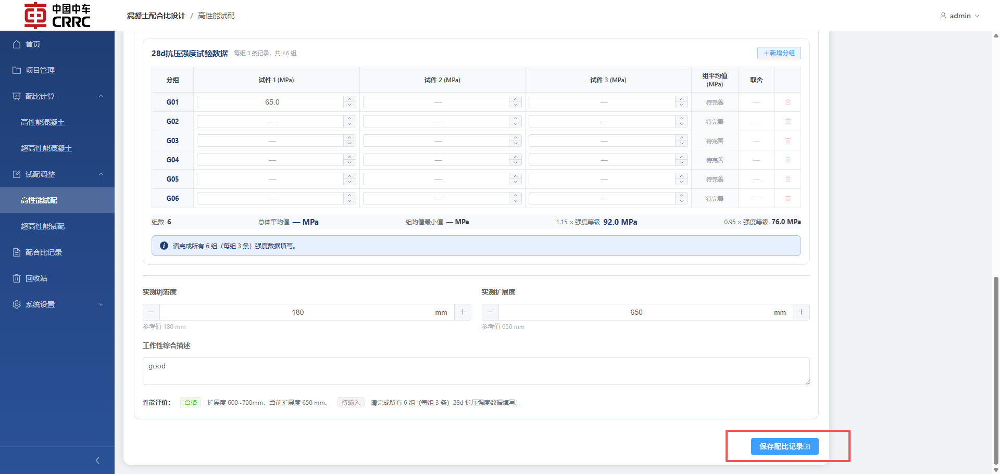 中国中车
CRRC
混凝土配合比设计 / 高性能试配
admin
首页
项目管理
配比计算
高性能混凝土
超高性能混凝土
试配调整
高性能试配
超高性能试配
配合比记录
回收站
系统设置
28d抗压强度试验数据 每组 3 条记录，共 ≥6 组
+新增分组
分组 试件 1 (MPa) 试件 2 (MPa) 试件 3 (MPa) 组平均值 (MPa) 取舍
G01 65.0 — — 待完善 —
G02 — — — 待完善 —
G03 — — — 待完善 —
G04 — — — 待完善 —
G05 — — — 待完善 —
G06 — — — 待完善 —
组数 6 总体平均值 — MPa 组均值最小值 — MPa 1.15 × 强度等级 92.0 MPa 0.95 × 强度等级 76.0 MPa
请完成所有 6 组（每组 3 条）强度数据填写。
实测坍落度 实测扩展度
180 mm 650 mm
参考值 180 mm 参考值 650 mm
工作性综合描述
good
性能评价： 合格 扩展度 600~700mm，当前扩展度 650 mm。 待输入 请完成所有 6 组（每组 3 条）28d 抗压强度数据填写。
保存配比记录